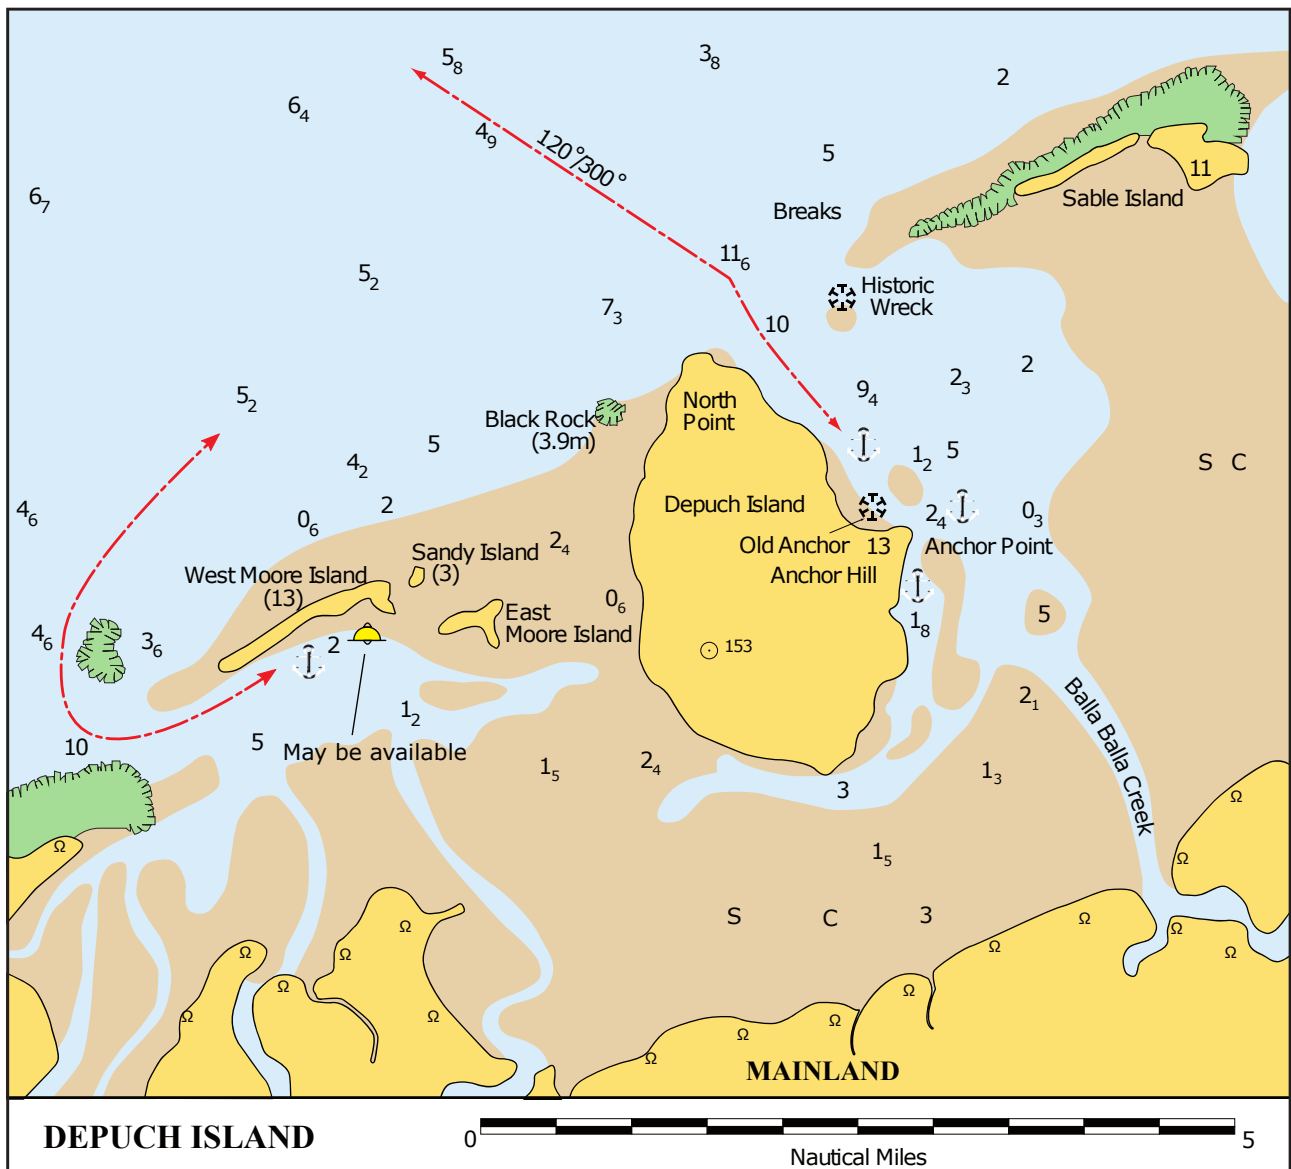 5₈
3₈
2
6₄
4₉
120°/300°
5
11
6₇
Sable Island
Breaks
11₆
5₂
Historic
Wreck
7₃
10
2
2₃
9₄
5₂
North
Point
Black Rock
(3.9m)
5
4₂
1₂
5
S C
2
Depuch Island
4₆
0₆
2₄
0₃
2₄
Old Anchor
13
Anchor Point
Sandy Island
(3)
Anchor Hill
West Moore Island
(13)
0₆
East
Moore Island
5
1₈
4₆
3₆
2
153
2₁
Balla Balla Creek
1₂
10
5
May be available
1₅
2₄
1₃
3
1₅
S C 3
MAINLAND
DEPUCH ISLAND
0
5
Nautical Miles